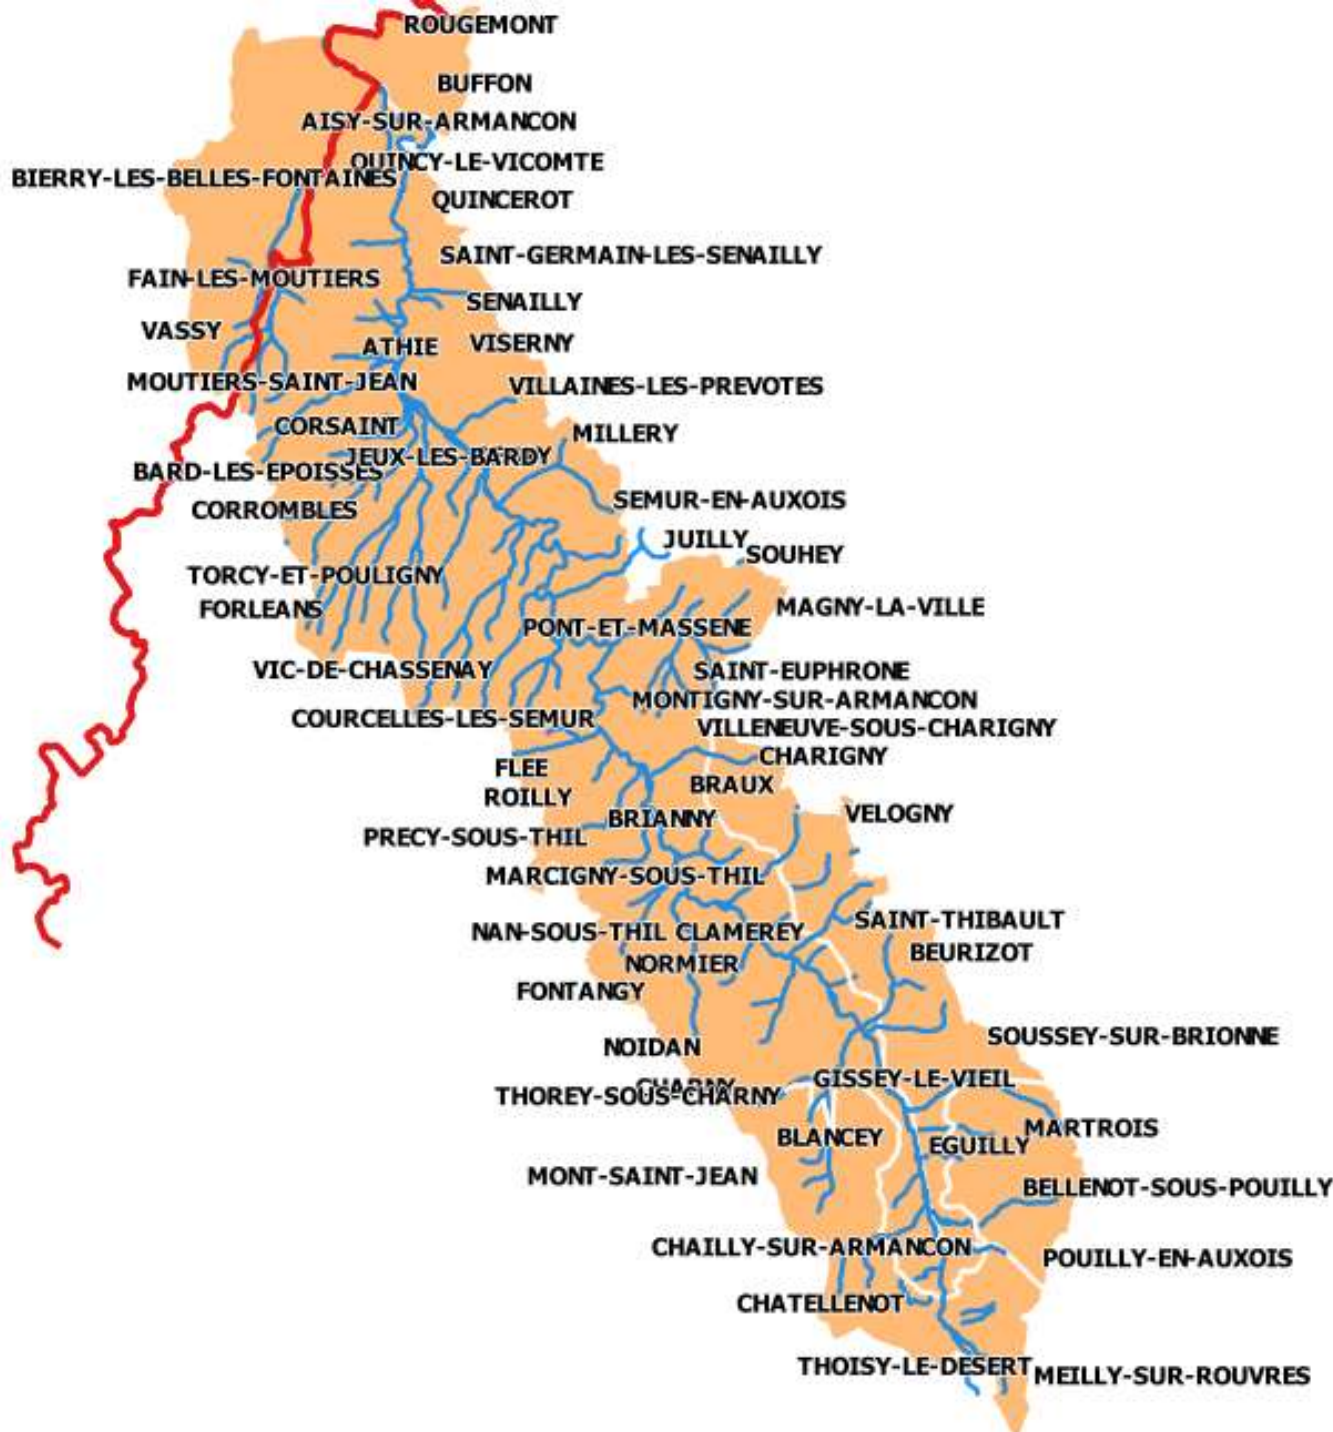 ROUGEMONT
BUFFON
AISY-SUR-ARMANCON
QUINCY-LE-VICOMTE
BIERRY-LES-BELLES-FONTAINES
QUINCEROT
SAINT-GERMAIN-LES-SENAILLY
FAIN-LES-MOUTIERS
SENAILLY
VASSY
ATHIE
VISERNY
MOUTIERS-SAINT-JEAN
VILLAINES-LES-PREVOTES
CORSAINT
MILLERY
JEUX-LES-BARDY
BARD-LES-EPOISSES
SEMUR-EN-AUXOIS
CORROMBLES
JUILLY
SOUHEY
TORCY-ET-POULIGNY
FORLEANS
MAGNY-LA-VILLE
PONT-ET-MASSENE
VIC-DE-CHASSENAY
SAINT-EUPHRONE
MONTIGNY-SUR-ARMANCON
COURCELLES-LES-SEMUR
VILLENEUVE-SOUS-CHARIGNY
CHARIGNY
FLEE
BRAUX
ROILLY
VELOGNY
BRIANNY
PRECY-SOUS-THIL
MARCIGNY-SOUS-THIL
SAINT-THIBAULT
NAN-SOUS-THIL
CLAMEREY
BEURIZOT
NORMIER
FONTANGY
SOUSSEY-SUR-BRIONNE
NOIDAN
GISSEY-LE-VIEIL
CHARNY
THOREY-SOUS-CHARNY
MARTROIS
BLANCEY
EGUILLY
MONT-SAINT-JEAN
BELLENOT-SOUS-POUILLY
CHAILLY-SUR-ARMANCON
POUILLY-EN-AUXOIS
CHATELLENOT
THOISY-LE-DESERT
MEILLY-SUR-ROUVRES